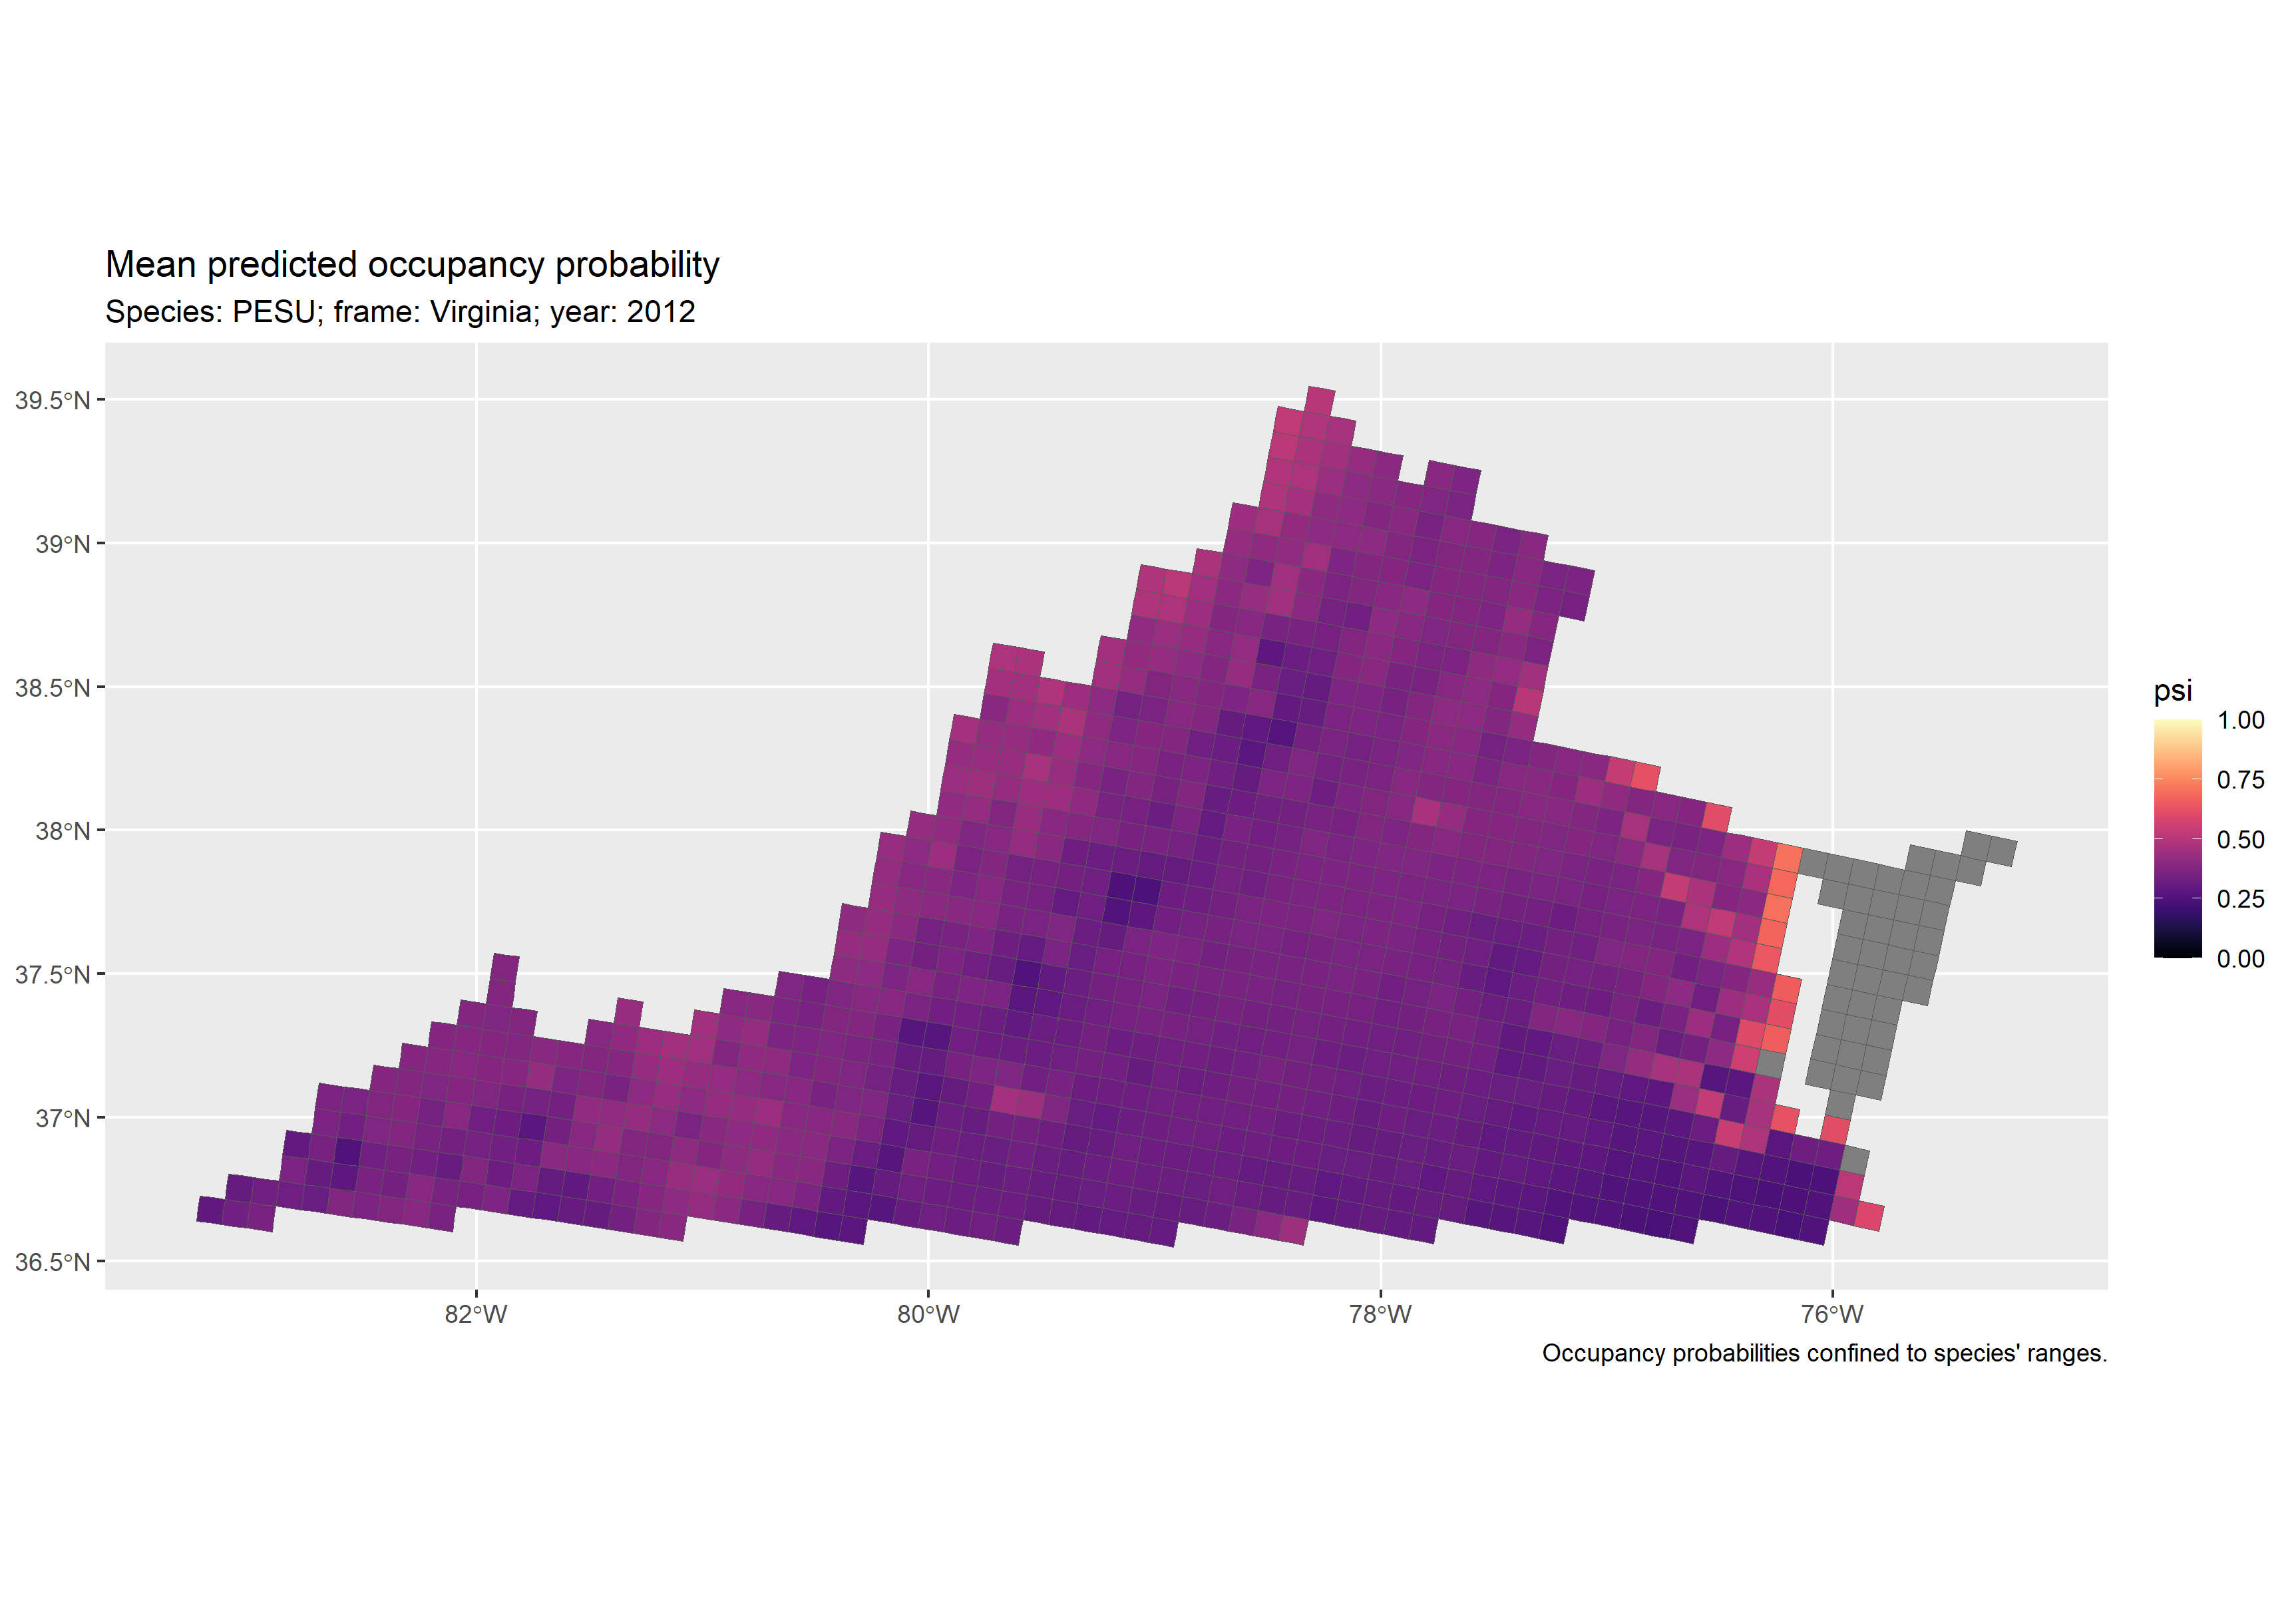 Mean predicted occupancy probability
Species: PESU; frame: Virginia; year: 2012
39.5°N
39°N
38.5°N
38°N
37.5°N
37°N
36.5°N
82°W
80°W
78°W
76°W
psi
1.00
0.75
0.50
0.25
0.00
Occupancy probabilities confined to species' ranges.